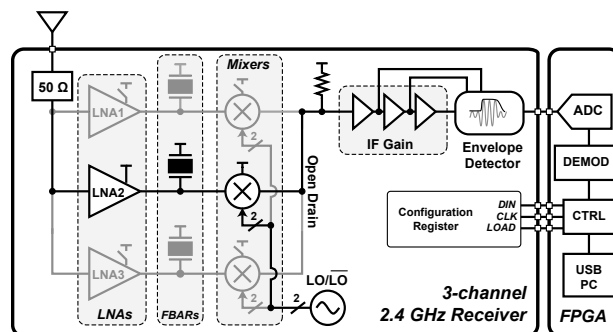 Mixers
50 Ω
LNA1
2
IF Gain
Envelope
Detector
ADC
DEMOD
LNA2
2
Open Drain
Configuration
Register
DIN
CLK
LOAD
CTRL
LNA3
2
LO/L̅O̅
2
USB
PC
LNAs
FBARs
3-channel
2.4 GHz Receiver
FPGA